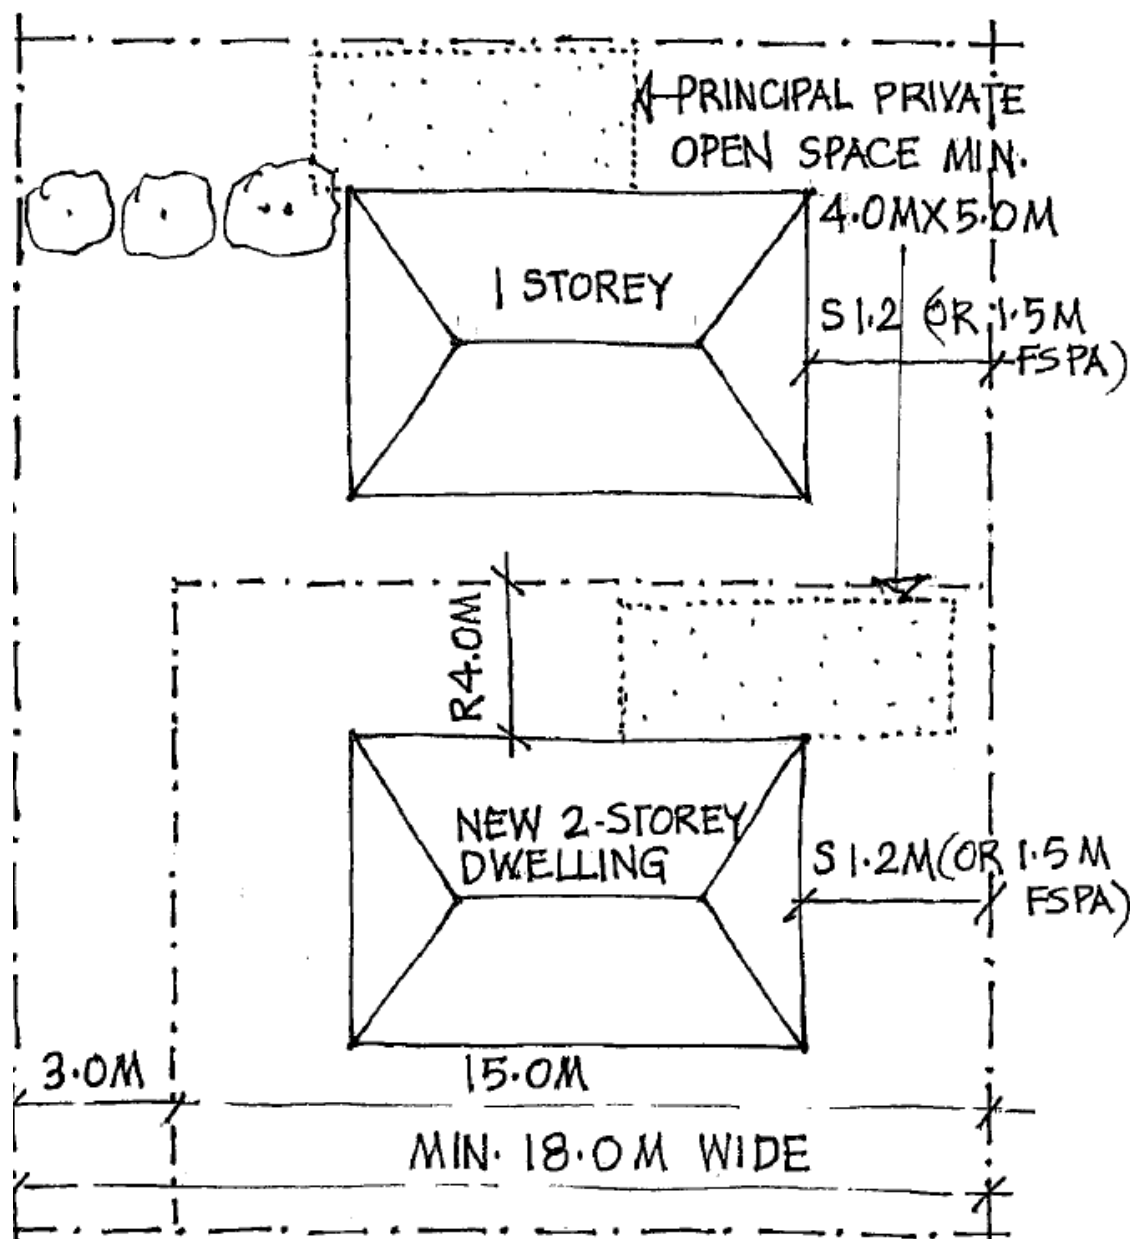 PRINCIPAL PRIVATE
OPEN SPACE MIN.
4.0MX5.0M
1 STOREY
S1.2 (OR 1.5M
FSPA)
R4.0M
NEW 2-STOREY
DWELLING
S1.2M(OR 1.5M
FSPA)
3.0M
15.0M
MIN. 18.0M WIDE